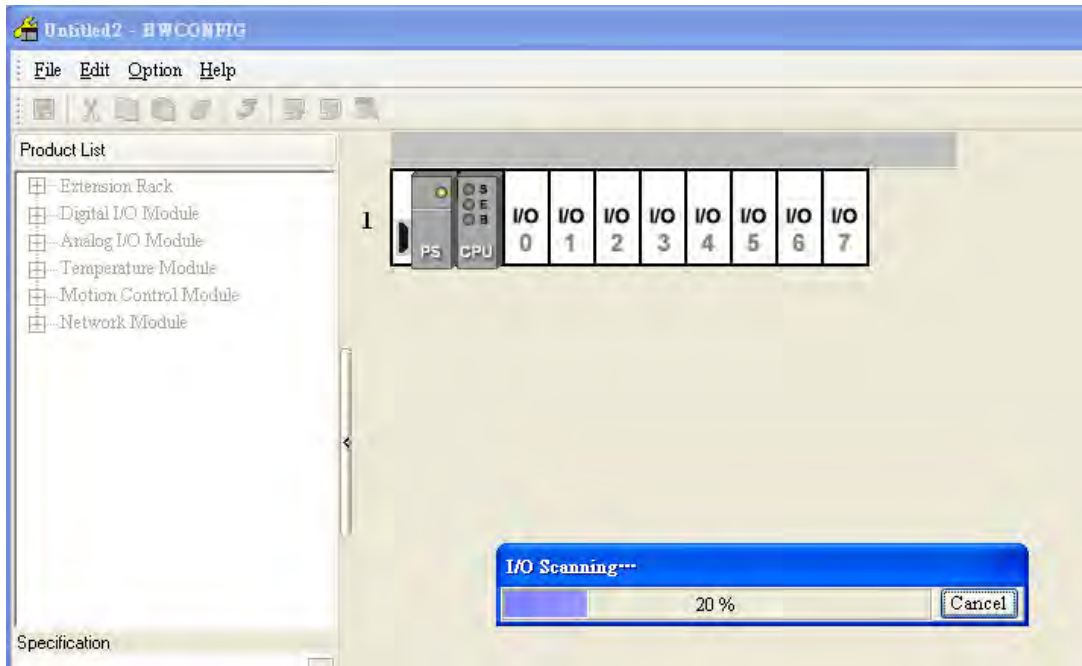 Untitled2 - HWCONFIG
File Edit Option Help
Product List
Extension Rack
Digital I/O Module
Analog I/O Module
Temperature Module
Motion Control Module
Network Module
1
PS
CPU
S
E
B
I/O I/O I/O I/O I/O I/O I/O I/O
0 1 2 3 4 5 6 7
I/O Scanning---
20 %
Cancel
Specification